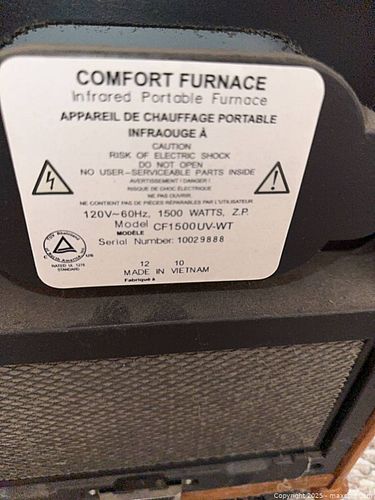 COMFORT FURNACE
Infrared Portable Furnace
APPAREIL DE CHAUFFAGE PORTABLE
INFRAOUGE À
CAUTION
RISK OF ELECTRIC SHOCK
DO NOT OPEN
NO USER-SERVICEABLE PARTS INSIDE
AVERTISSEMENT / DANGER
RISQUE DE CHOC ÉLECTRIQUE
NE PAS OUVRIR.
NE CONTIENT PAS DE PIÈCES RÉPARABLES PAR L'UTILISATEUR
120V~60Hz, 1500 WATTS, Z.P.
Model CF1500UV-WT
MODÈLE
Serial Number: 10029888
12 10
MADE IN VIETNAM
Fabriqué à
Copyright 2025 -